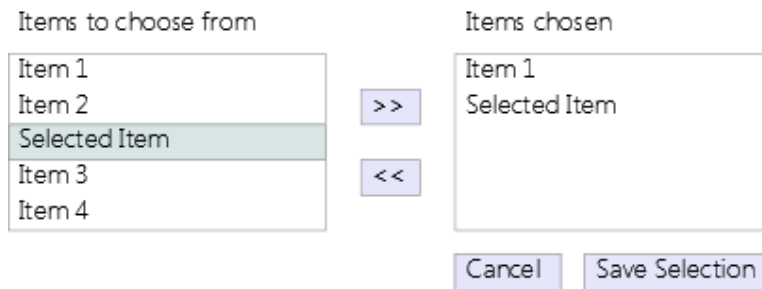 Items to choose from
Item 1
Item 2
Selected Item
Item 3
Item 4
>>
<<
Items chosen
Item 1
Selected Item
Cancel
Save Selection